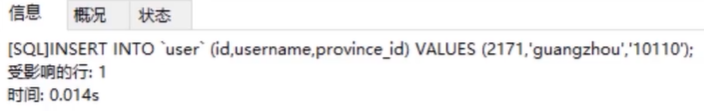 信息 概况 状态
[SQL]INSERT INTO `user` (id,username,province_id) VALUES (2171,'guangzhou','10110');
受影响的行: 1
时间: 0.014s